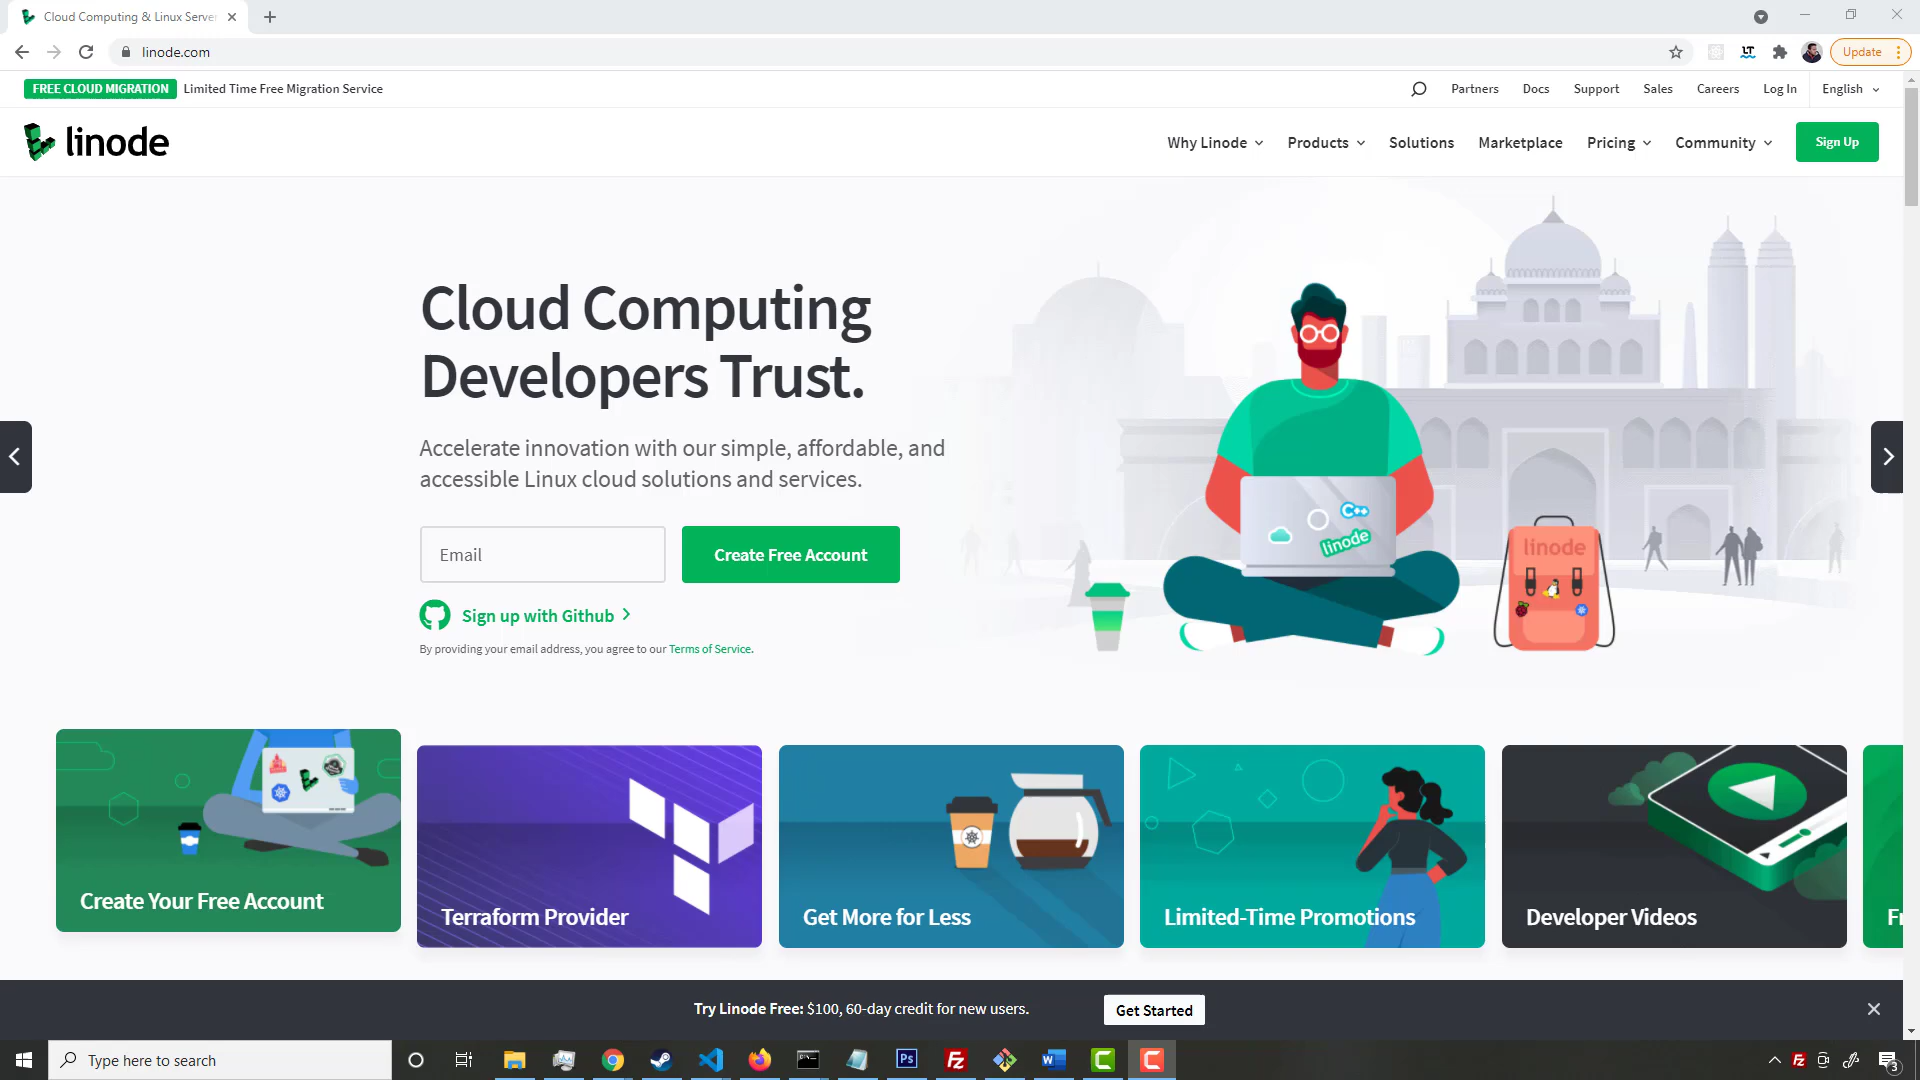 Cloud Computing & Linux Server
linode.com
Update
FREE CLOUD MIGRATION Limited Time Free Migration Service
Partners Docs Support Sales Careers Log In English
linode
Why Linode Products Solutions Marketplace Pricing Community Sign Up
Cloud Computing
Developers Trust.
Accelerate innovation with our simple, affordable, and
accessible Linux cloud solutions and services.
Email
Create Free Account
Sign up with Github
By providing your email address, you agree to our Terms of Service.
C++
linode
linode
Create Your Free Account
Terraform Provider
Get More for Less
Limited-Time Promotions
Developer Videos
Try Linode Free: $100, 60-day credit for new users.
Get Started
Type here to search
Ps
Fz
W
3